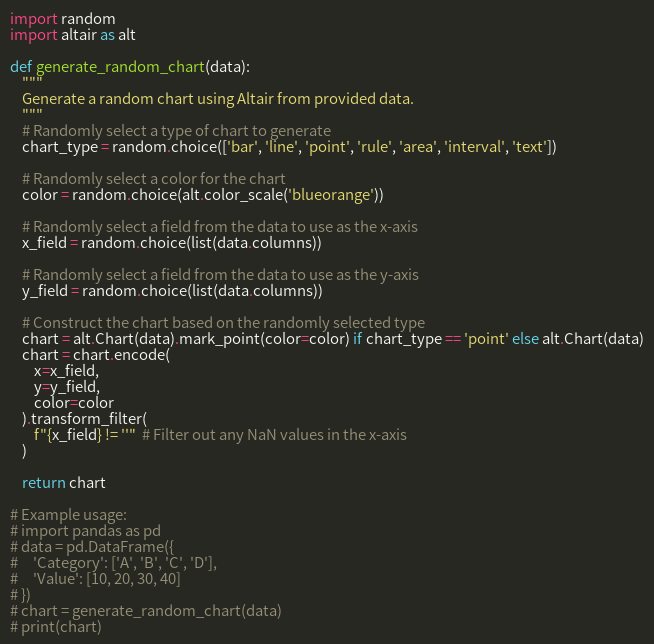 import random
import altair as alt

def generate_random_chart(data):
    """
    Generate a random chart using Altair from provided data.
    """
    # Randomly select a type of chart to generate
    chart_type = random.choice(['bar', 'line', 'point', 'rule', 'area', 'interval', 'text'])

    # Randomly select a color for the chart
    color = random.choice(alt.color_scale('blueorange'))

    # Randomly select a field from the data to use as the x-axis
    x_field = random.choice(list(data.columns))

    # Randomly select a field from the data to use as the y-axis
    y_field = random.choice(list(data.columns))

    # Construct the chart based on the randomly selected type
    chart = alt.Chart(data).mark_point(color=color) if chart_type == 'point' else alt.Chart(data)
    chart = chart.encode(
        x=x_field,
        y=y_field,
        color=color
    ).transform_filter(
        f"{x_field} != ''"  # Filter out any NaN values in the x-axis
    )

    return chart

# Example usage:
# import pandas as pd
# data = pd.DataFrame({
#     'Category': ['A', 'B', 'C', 'D'],
#     'Value': [10, 20, 30, 40]
# })
# chart = generate_random_chart(data)
# print(chart)